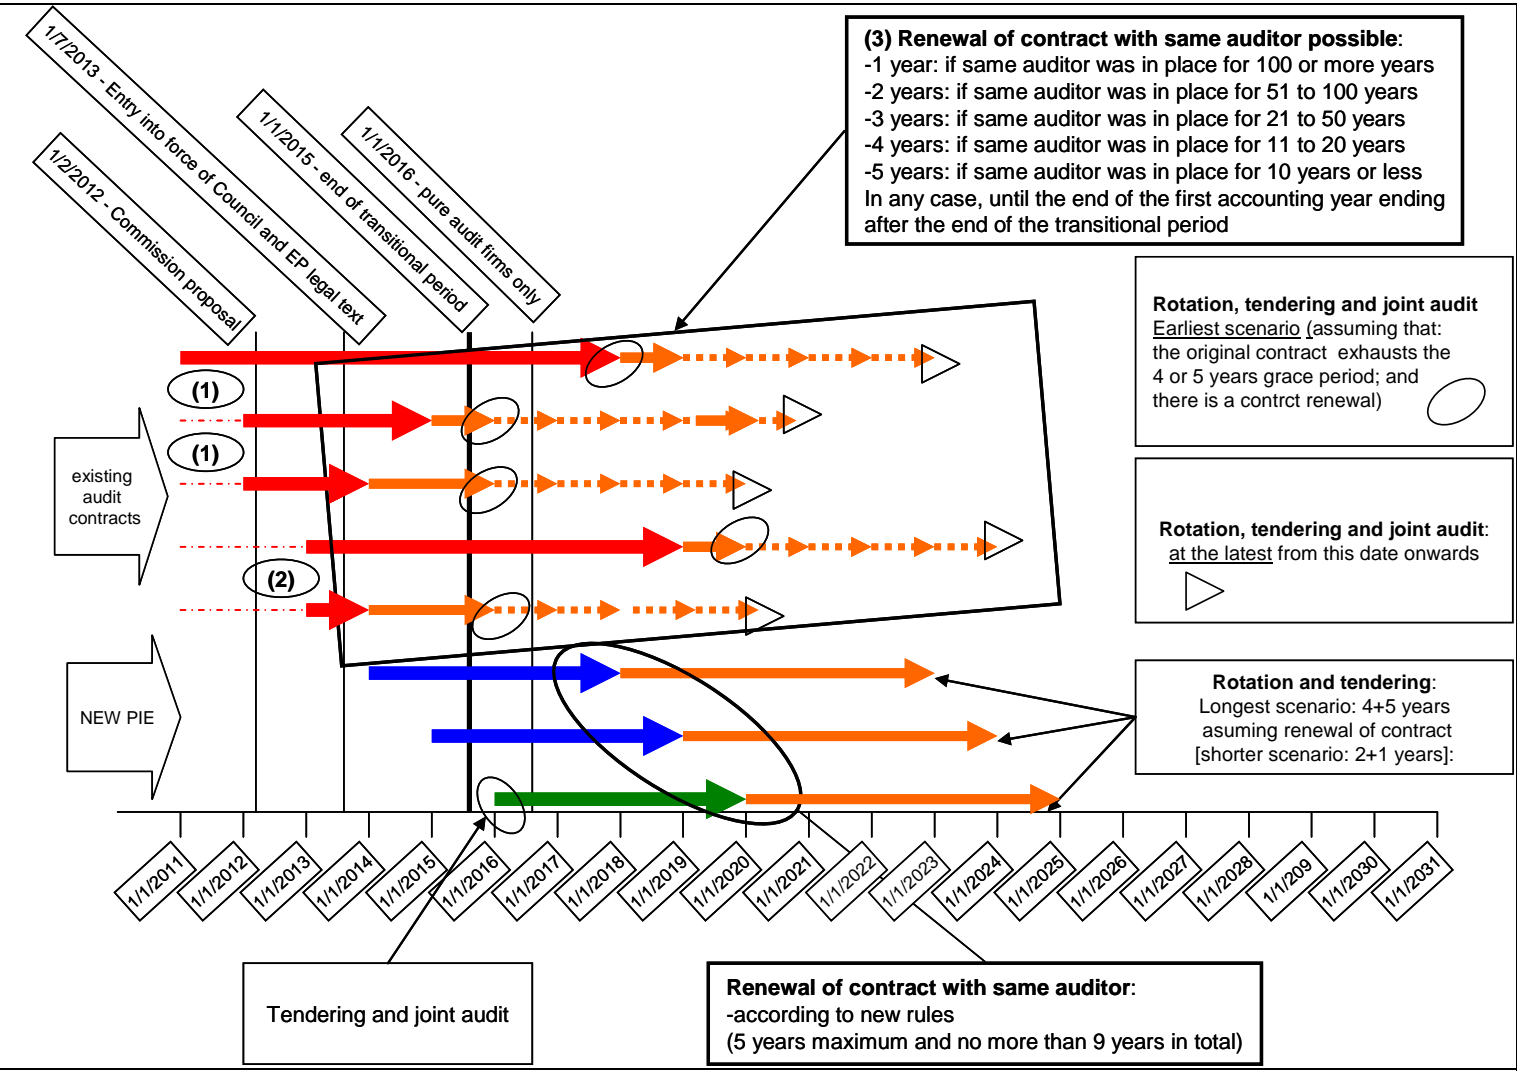 1/7/2013 - Entry into force of Council and EP legal text
1/2/2012 - Commission proposal
1/1/2015 - end of transitional period
1/1/2016 - pure audit firms only
(3) Renewal of contract with same auditor possible:
-1 year: if same auditor was in place for 100 or more years
-2 years: if same auditor was in place for 51 to 100 years
-3 years: if same auditor was in place for 21 to 50 years
-4 years: if same auditor was in place for 11 to 20 years
-5 years: if same auditor was in place for 10 years or less
In any case, until the end of the first accounting year ending
after the end of the transitional period
Rotation, tendering and joint audit
Earliest scenario (assuming that:
the original contract exhausts the
4 or 5 years grace period; and
there is a contrct renewal)
(1)
(1)
existing
audit
contracts
(2)
Rotation, tendering and joint audit:
at the latest from this date onwards
NEW PIE
Rotation and tendering:
Longest scenario: 4+5 years
asuming renewal of contract
[shorter scenario: 2+1 years]:
1/1/2011
1/1/2012
1/1/2013
1/1/2014
1/1/2015
1/1/2016
1/1/2017
1/1/2018
1/1/2019
1/1/2020
1/1/2021
1/1/2022
1/1/2023
1/1/2024
1/1/2025
1/1/2026
1/1/2027
1/1/2028
1/1/209
1/1/2030
1/1/2031
Tendering and joint audit
Renewal of contract with same auditor:
-according to new rules
(5 years maximum and no more than 9 years in total)